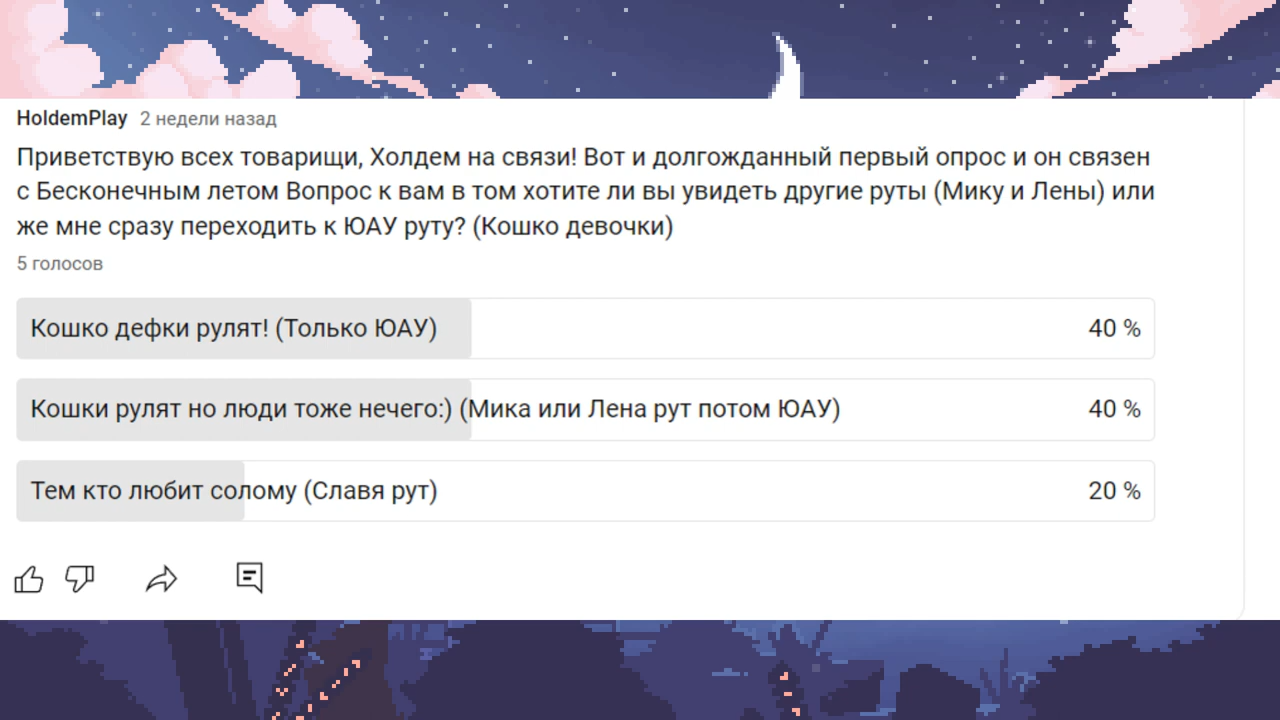 HoldemPlay 2 недели назад
Приветствую всех товарищи, Холдем на связи! Вот и долгожданный первый опрос и он связен
с Бесконечным летом Вопрос к вам в том хотите ли вы увидеть другие руты (Мику и Лены) или
же мне сразу переходить к ЮАУ руту? (Кошко девочки)
5 голосов
Кошко дефки рулят! (Только ЮАУ) 40 %
Кошки рулят но люди тоже нечего:) (Мика или Лена рут потом ЮАУ) 40 %
Тем кто любит солому (Славя рут) 20 %